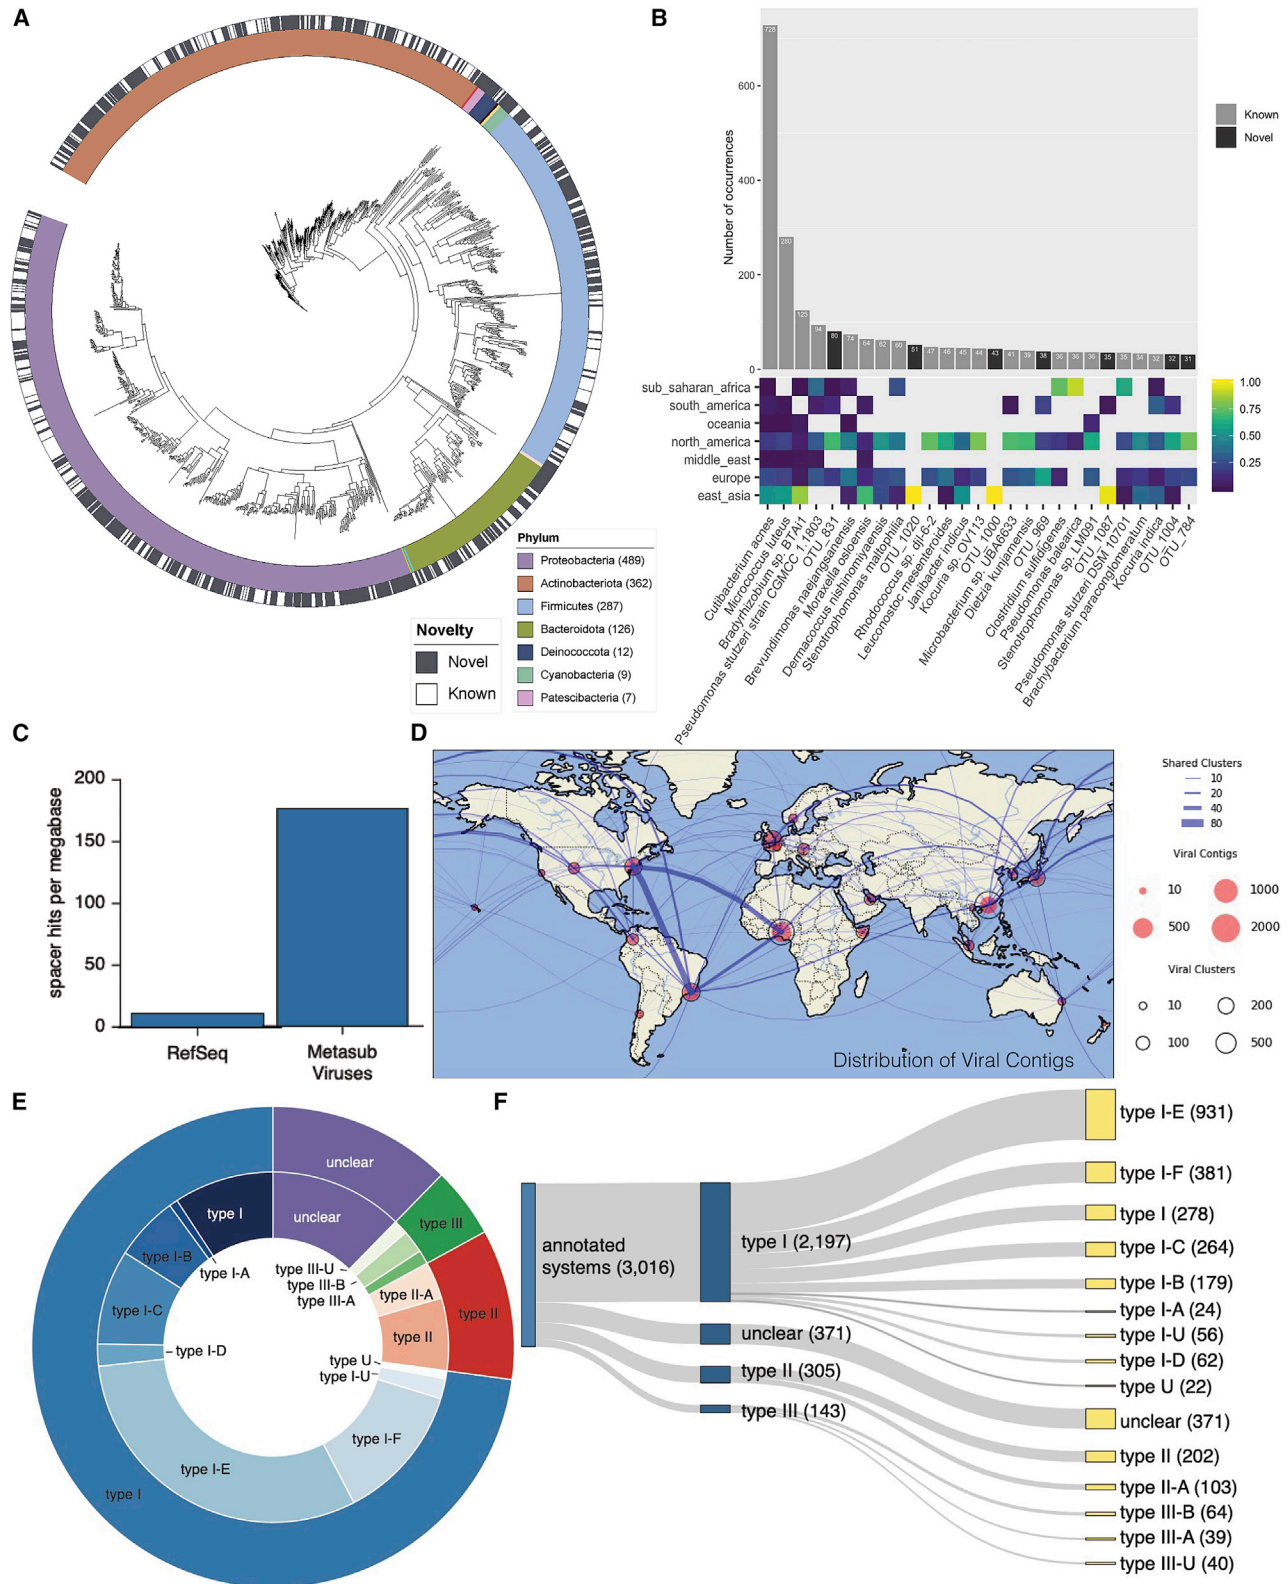 A
Phylum
Proteobacteria (489)
Actinobacteriota (362)
Firmicutes (287)
Bacteroidota (126)
Deinococcota (12)
Cyanobacteria (9)
Patescibacteria (7)
Novelty
Novel
Known
B
Number of occurrences
600
400
200
0
728
280
125
94
80
74
64
62
60
51
47
46
45
44
43
41
39
38
36
36
36
35
35
34
32
32
31
Known
Novel
sub_saharan_africa
south_america
oceania
north_america
middle_east
europe
east_asia
1.00
0.75
0.50
0.25
Cutibacterium acnes
Micrococcus luteus
Bradyrhizobium sp. BTAi1
Pseudomonas stutzeri strain CGMCC 1.1803
OTU_831
Brevundimonas naejangsanensis
Moraxella osloensis
Dermacoccus nishinomiyaensis
Stenotrophomonas maltophilia
OTU_1020
Rhodococcus sp. dji-6-2
Leuconostoc mesenteroides
Janibacter indicus
Kocuria sp. OV113
OTU_1000
Microbacterium sp. UBA6633
Dietzia kunjamensis
OTU_969
Clostridium sulfidigenes
Pseudomonas balearica
Stenotrophomonas sp. LM091
OTU_1087
Pseudomonas stutzeri DSM 10701
Brachybacterium paraconglomeratum
Kocuria indica
OTU_1004
OTU_784
C
spacer hits per megabase
200
150
100
50
0
RefSeq
Metasub
Viruses
D
Distribution of Viral Contigs
Shared Clusters
10
20
40
80
Viral Contigs
10
1000
500
2000
Viral Clusters
10
200
100
500
E
unclear
type III
type II
type I
unclear
type III-U
type III-B
type III-A
type II-A
type II
type U
type I-U
type I-F
type I-E
type I-D
type I-C
type I-B
type I-A
type I
F
annotated
systems (3,016)
type I (2,197)
unclear (371)
type II (305)
type III (143)
type I-E (931)
type I-F (381)
type I (278)
type I-C (264)
type I-B (179)
type I-A (24)
type I-U (56)
type I-D (62)
type U (22)
unclear (371)
type II (202)
type II-A (103)
type III-B (64)
type III-A (39)
type III-U (40)